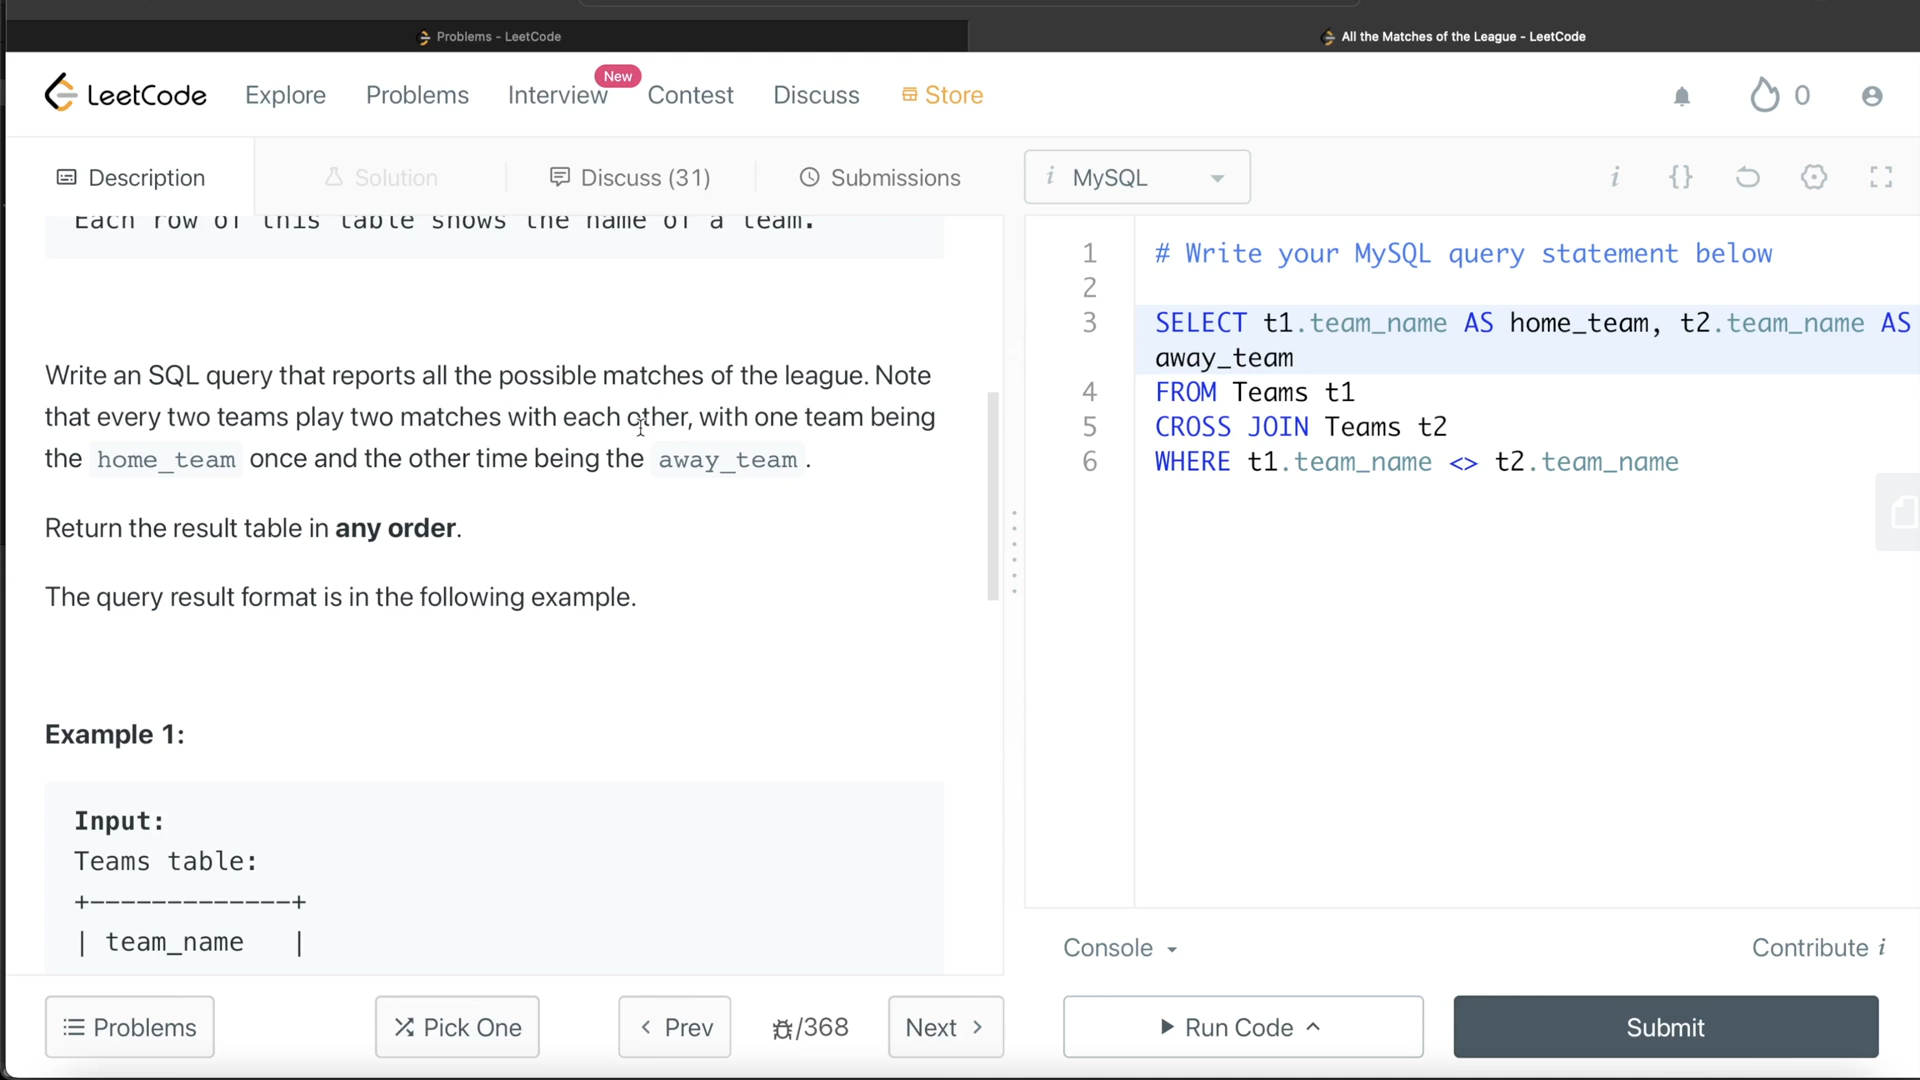 Problems - LeetCode
All the Matches of the League - LeetCode
LeetCode Explore Problems Interview New Contest Discuss Store 0
Description Solution Discuss (31) Submissions i MySQL i {}
Each row of this table shows the name of a team.
Write an SQL query that reports all the possible matches of the league. Note
that every two teams play two matches with each other, with one team being
the home_team once and the other time being the away_team.
Return the result table in any order.
The query result format is in the following example.
Example 1:
Input:
Teams table:
+-------------+
| team_name   |
1 # Write your MySQL query statement below
2
3 SELECT t1.team_name AS home_team, t2.team_name AS
away_team
4 FROM Teams t1
5 CROSS JOIN Teams t2
6 WHERE t1.team_name <> t2.team_name
Console
Contribute i
Problems Pick One Prev /368 Next Run Code Submit